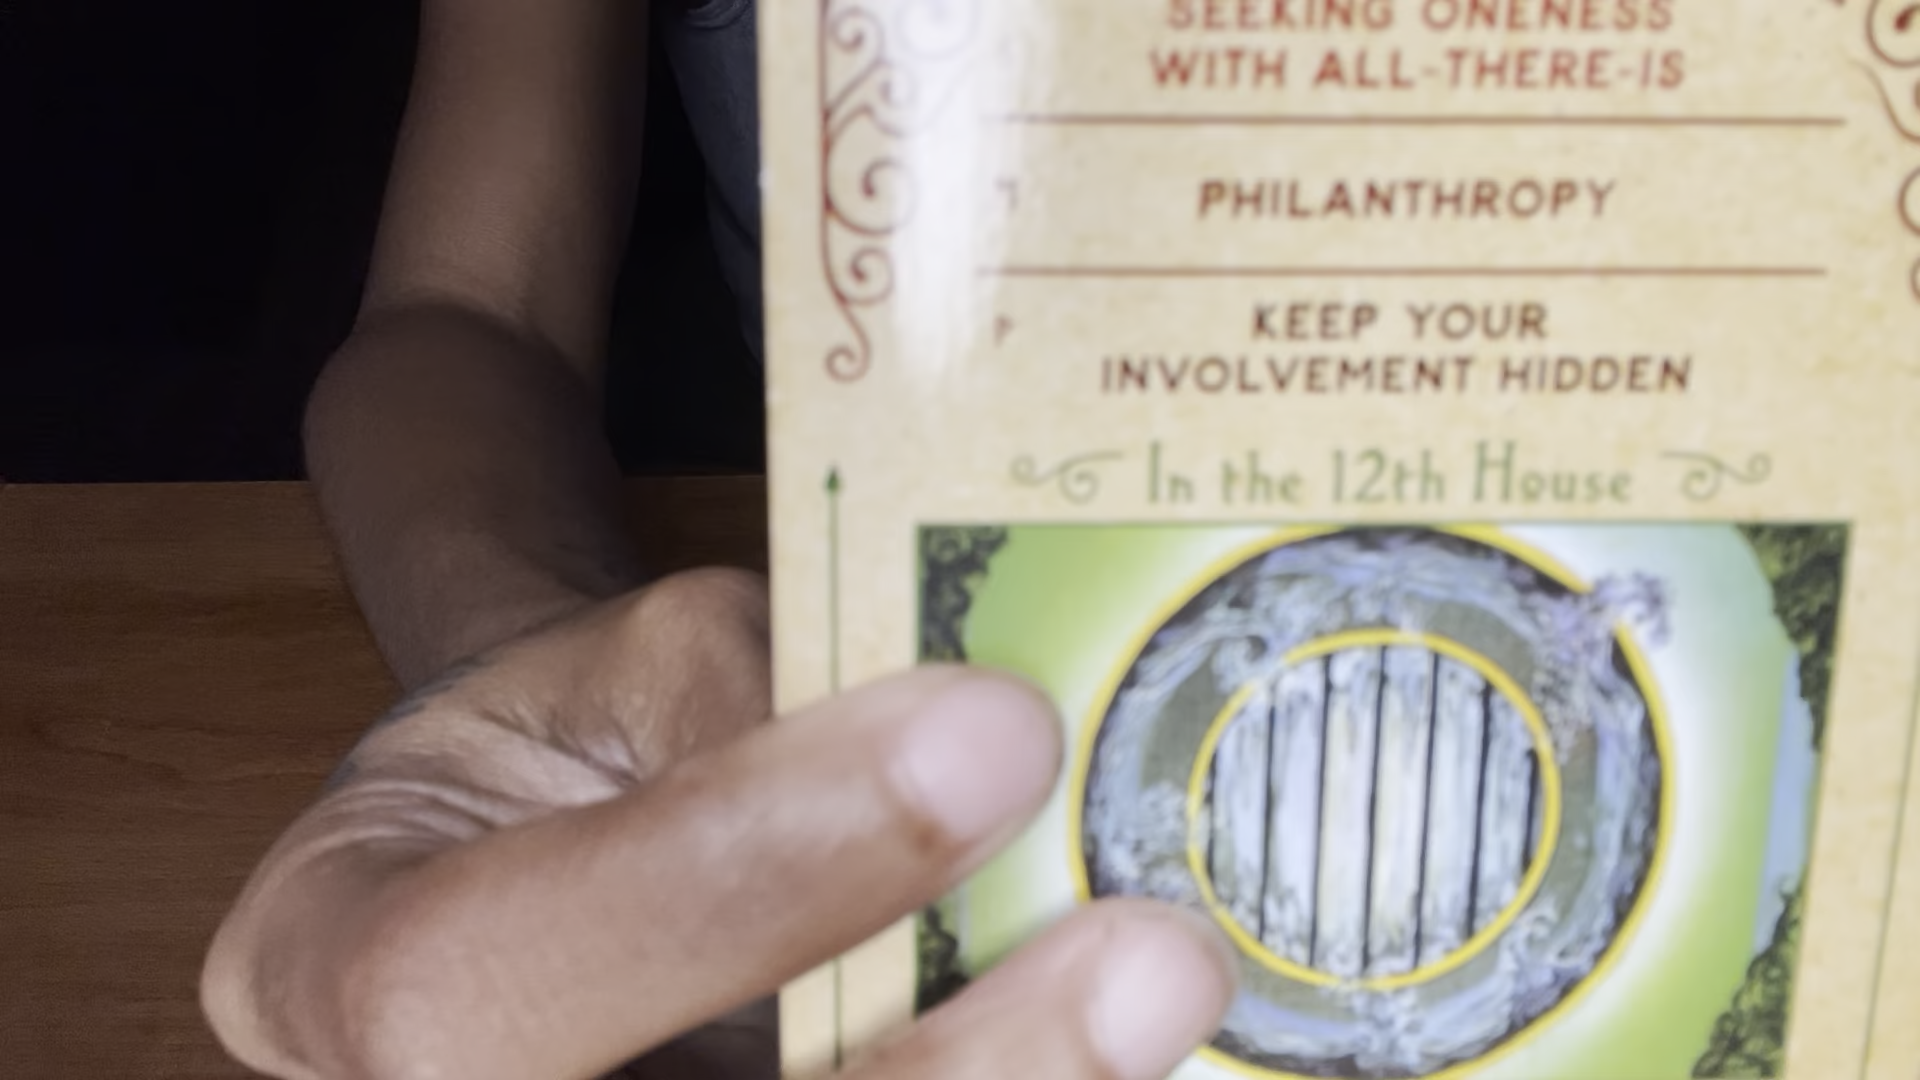 SEEKING ONENESS
WITH ALL-THERE-IS
PHILANTHROPY
KEEP YOUR
INVOLVEMENT HIDDEN
In the 12th House